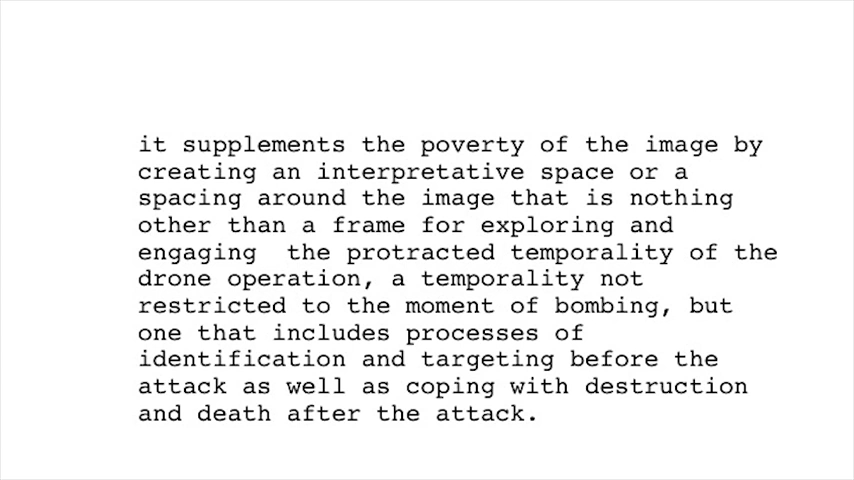 it supplements the poverty of the image by
creating an interpretative space or a
spacing around the image that is nothing
other than a frame for exploring and
engaging  the protracted temporality of the
drone operation, a temporality not
restricted to the moment of bombing, but
one that includes processes of
identification and targeting before the
attack as well as coping with destruction
and death after the attack.